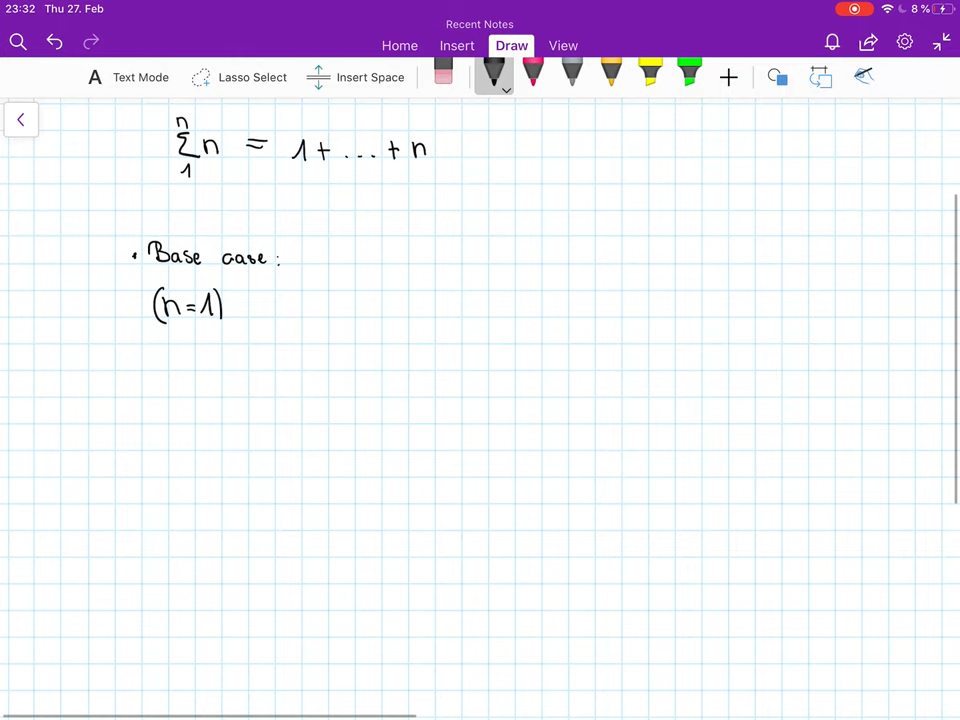 23:32 Thu 27. Feb 8 %
Recent Notes
Home Insert Draw View
A Text Mode Lasso Select Insert Space
n
∑ n = 1 + ... + n
1
• Base case:
(n = 1)